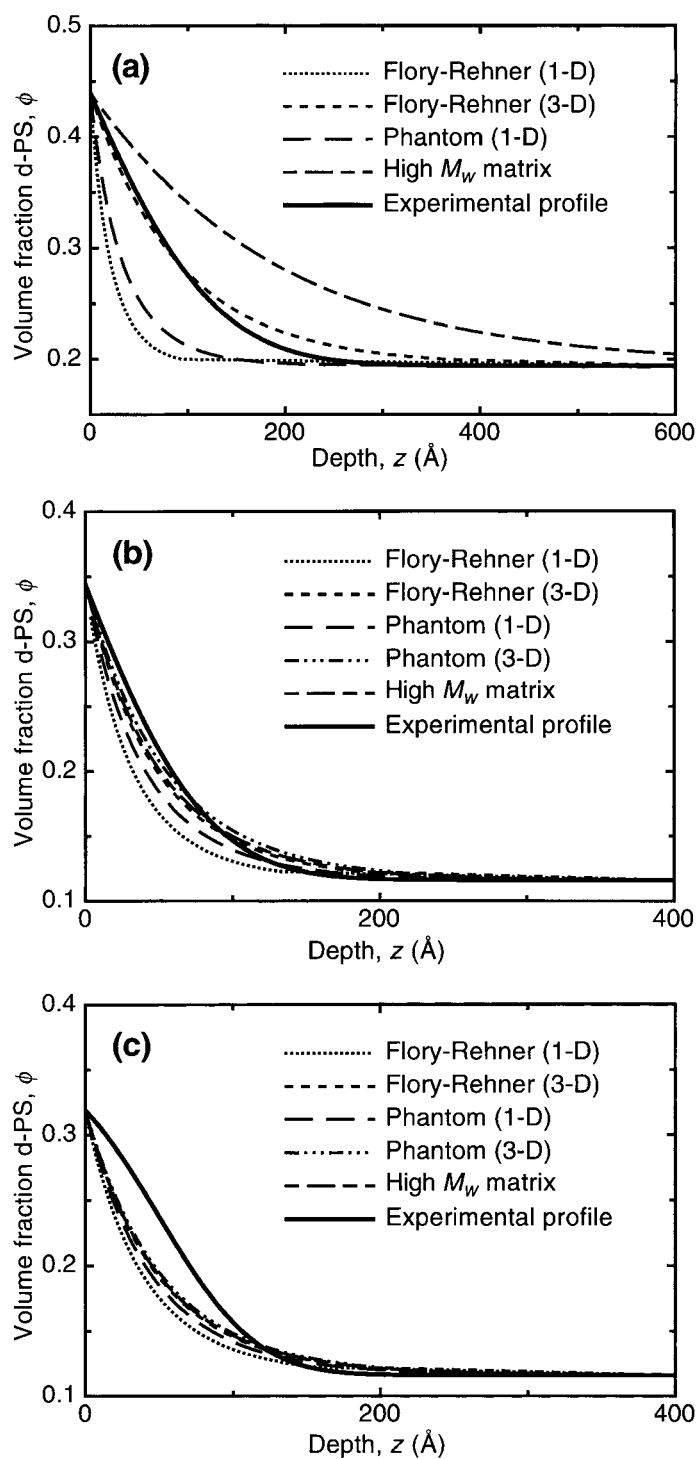 0.5
(a)
Flory-Rehner (1-D)
Flory-Rehner (3-D)
Phantom (1-D)
High Mw matrix
Experimental profile
0.4
0.3
0.2
Volume fraction d-PS, ϕ
0 200 400 600
Depth, z (Å)
0.4
(b)
Flory-Rehner (1-D)
Flory-Rehner (3-D)
Phantom (1-D)
Phantom (3-D)
High Mw matrix
Experimental profile
0.3
0.2
0.1
Volume fraction d-PS, ϕ
0 200 400
Depth, z (Å)
0.4
(c)
Flory-Rehner (1-D)
Flory-Rehner (3-D)
Phantom (1-D)
Phantom (3-D)
High Mw matrix
Experimental profile
0.3
0.2
0.1
Volume fraction d-PS, ϕ
0 200 400
Depth, z (Å)